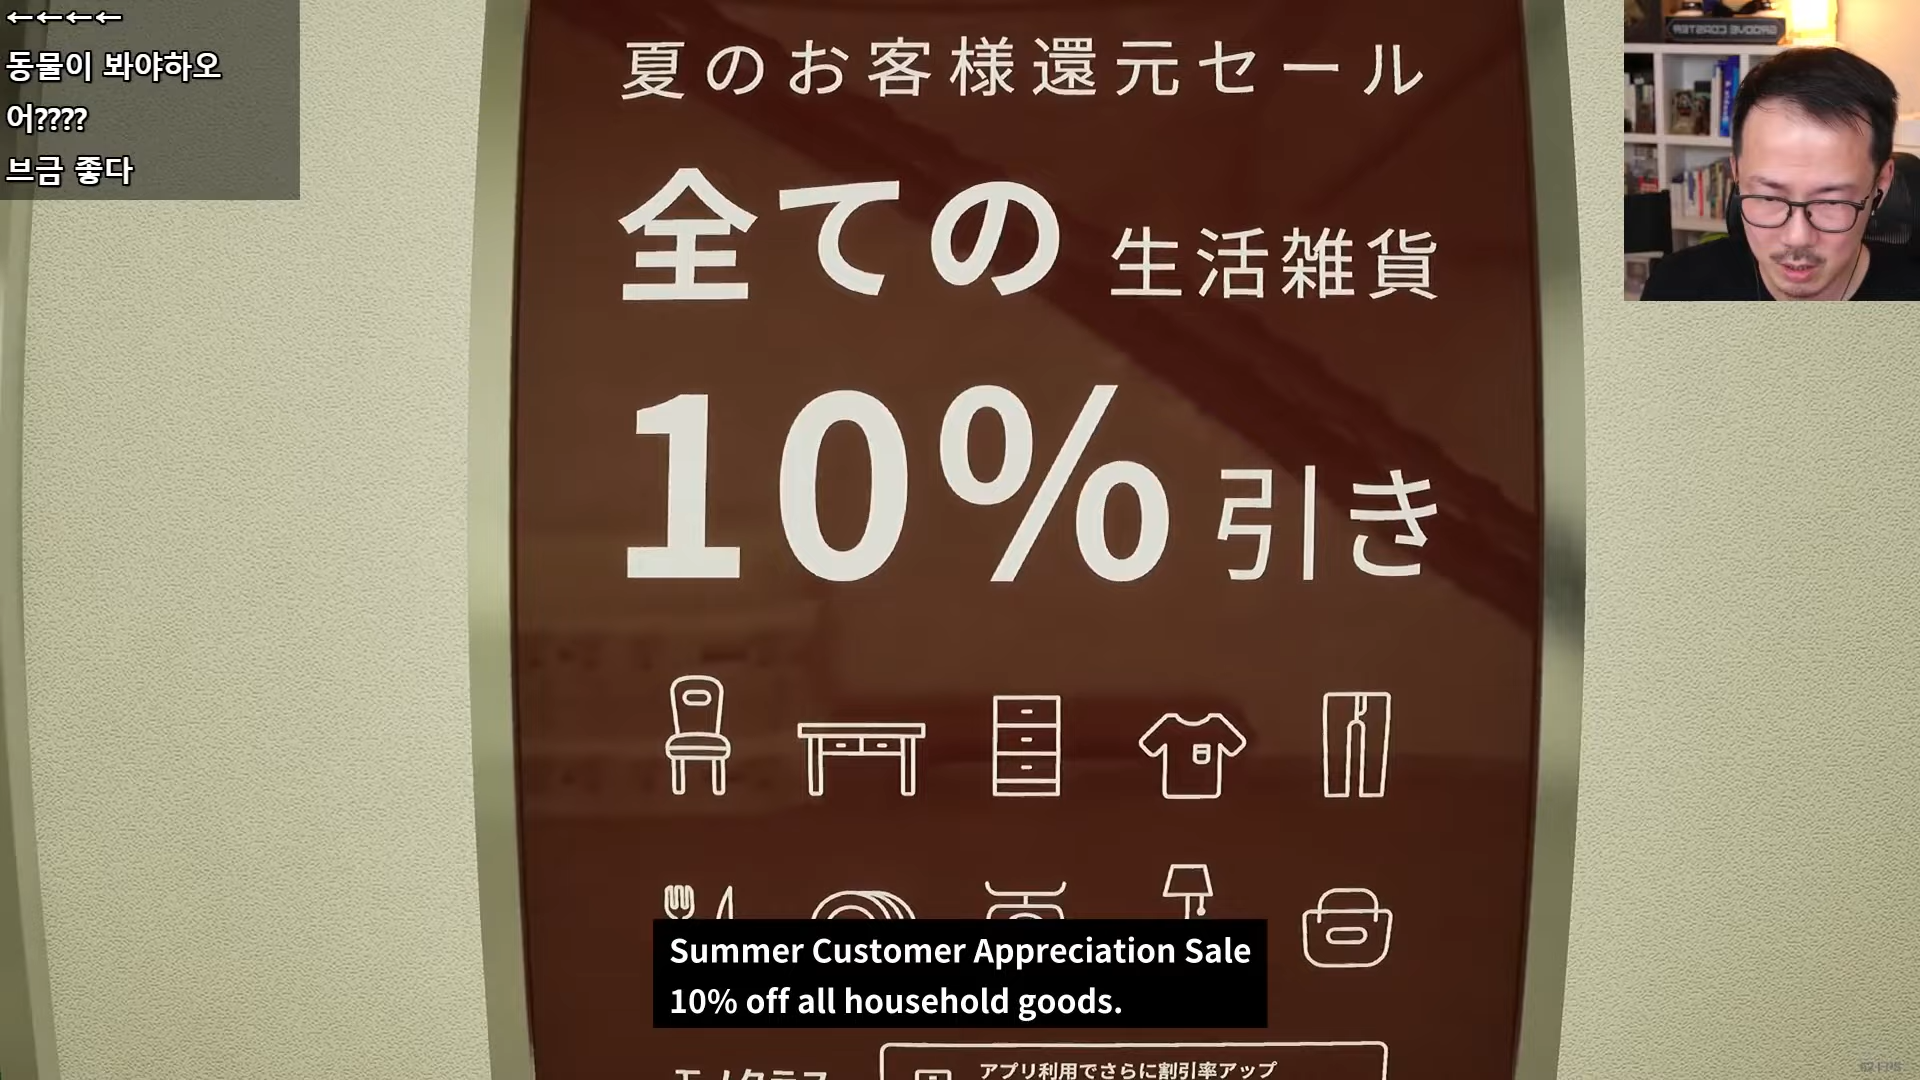 ←←←←
동물이 봐야하오
어????
브금 좋다
夏のお客様還元セール
全ての 生活雑貨
10% 引き
Summer Customer Appreciation Sale
10% off all household goods.
アプリ利用でさらに割引率アップ